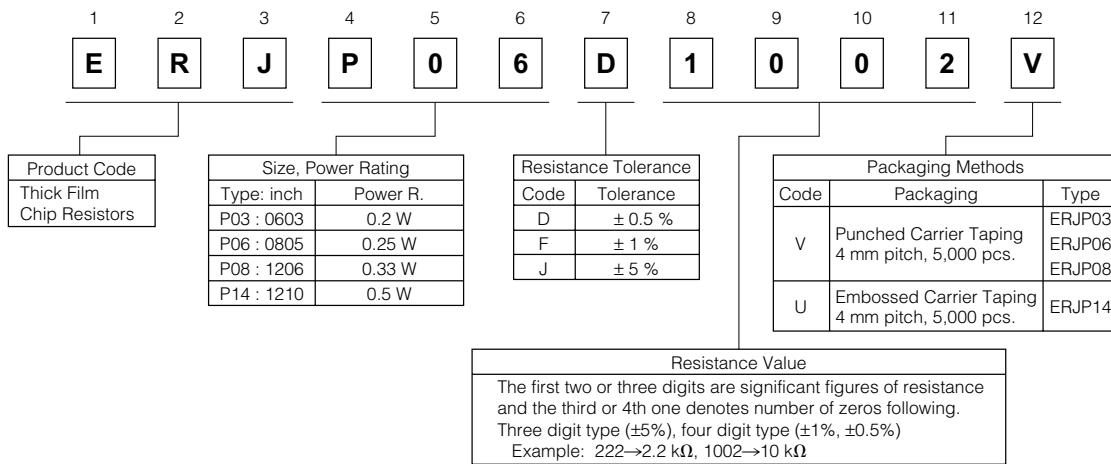 1 2 3 4 5 6 7 8 9 10 11 12
E R J P 0 6 D 1 0 0 2 V
Product Code
Thick Film
Chip Resistors
Size, Power Rating
Type: inch Power R.
P03 : 0603 0.2 W
P06 : 0805 0.25 W
P08 : 1206 0.33 W
P14 : 1210 0.5 W
Resistance Tolerance
Code Tolerance
D ± 0.5 %
F ± 1 %
J ± 5 %
Packaging Methods
Code Packaging Type
V Punched Carrier Taping
4 mm pitch, 5,000 pcs.
ERJP03
ERJP06
ERJP08
U Embossed Carrier Taping
4 mm pitch, 5,000 pcs.
ERJP14
Resistance Value
The first two or three digits are significant figures of resistance
and the third or 4th one denotes number of zeros following.
Three digit type (±5%), four digit type (±1%, ±0.5%)
Example: 222→2.2 kΩ, 1002→10 kΩ